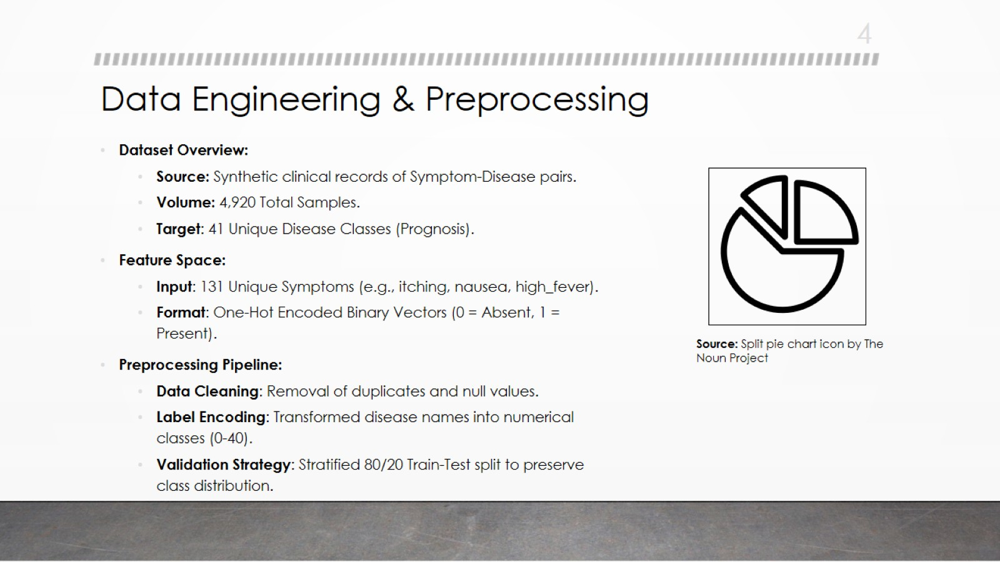 4
Data Engineering & Preprocessing
Dataset Overview:
Source: Synthetic clinical records of Symptom-Disease pairs.
Volume: 4,920 Total Samples.
Target: 41 Unique Disease Classes (Prognosis).
Feature Space:
Input: 131 Unique Symptoms (e.g., itching, nausea, high_fever).
Format: One-Hot Encoded Binary Vectors (0 = Absent, 1 =
Present).
Preprocessing Pipeline:
Data Cleaning: Removal of duplicates and null values.
Label Encoding: Transformed disease names into numerical
classes (0-40).
Validation Strategy: Stratified 80/20 Train-Test split to preserve
class distribution.
Source: Split pie chart icon by The
Noun Project